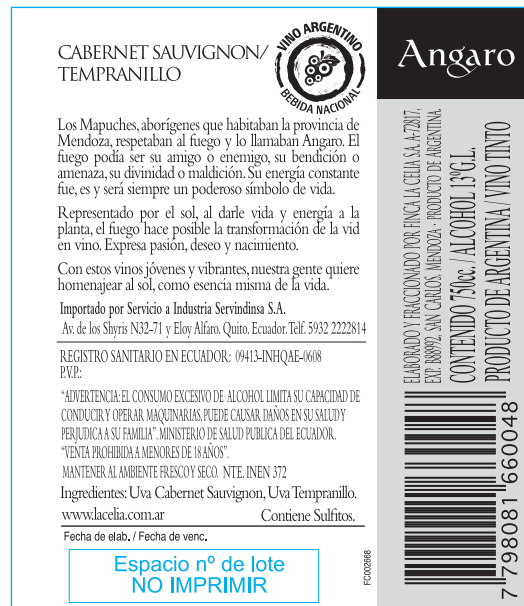 CABERNET SAUVIGNON/
TEMPRANILLO
VINO ARGENTINO
BEBIDA NACIONAL
Los Mapuches, aborígenes que habitaban la provincia de
Mendoza, respetaban al fuego y lo llamaban Angaro. El
fuego podía ser su amigo o enemigo, su bendición o
amenaza, su divinidad o maldición. Su energía constante
fue, es y será siempre un poderoso símbolo de vida.
Representado por el sol, al darle vida y energía a la
planta, el fuego hace posible la transformación de la vid
en vino. Expresa pasión, deseo y nacimiento.
Con estos vinos jóvenes y vibrantes, nuestra gente quiere
homenajear al sol, como esencia misma de la vida.
Importado por Servicio a Industria Servindinsa S.A.
Av. de los Shyris N32-71 y Eloy Alfaro. Quito. Ecuador. Telf. 5932 2222814
REGISTRO SANITARIO EN ECUADOR: 09413-INHQAE-0608
P.V.P.:
“ADVERTENCIA: EL CONSUMO EXCESIVO DE ALCOHOL LIMITA SU CAPACIDAD DE
CONDUCIR Y OPERAR MAQUINARIAS, PUEDE CAUSAR DAÑOS EN SU SALUD Y
PERJUDICA A SU FAMILIA”. MINISTERIO DE SALUD PUBLICA DEL ECUADOR.
“VENTA PROHIBIDA A MENORES DE 18 AÑOS”.
MANTENER AL AMBIENTE FRESCO Y SECO. NTE. INEN 372
Ingredientes: Uva Cabernet Sauvignon, Uva Tempranillo.
www.lacelia.com.ar Contiene Sulfitos.
Fecha de elab. / Fecha de venc.
Espacio nº de lote
NO IMPRIMIR
FC002668
Angaro
ELABORADO Y FRACCIONADO POR FINCA LA CELIA S.A. A-72817,
EXP. B88992, SAN CARLOS, MENDOZA - PRODUCTO DE ARGENTINA.
CONTENIDO 750cc. / ALCOHOL 13ºG.L.
PRODUCTO DE ARGENTINA / VINO TINTO
7 798081 660048